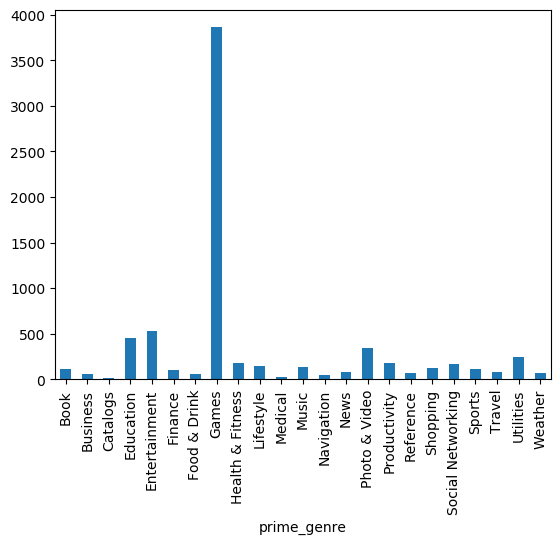 4000
3500
3000
2500
2000
1500
1000
500
0
Book
Business
Catalogs
Education
Entertainment
Finance
Food & Drink
Games
Health & Fitness
Lifestyle
Medical
Music
Navigation
News
Photo & Video
Productivity
Reference
Shopping
Social Networking
Sports
Travel
Utilities
Weather
prime_genre